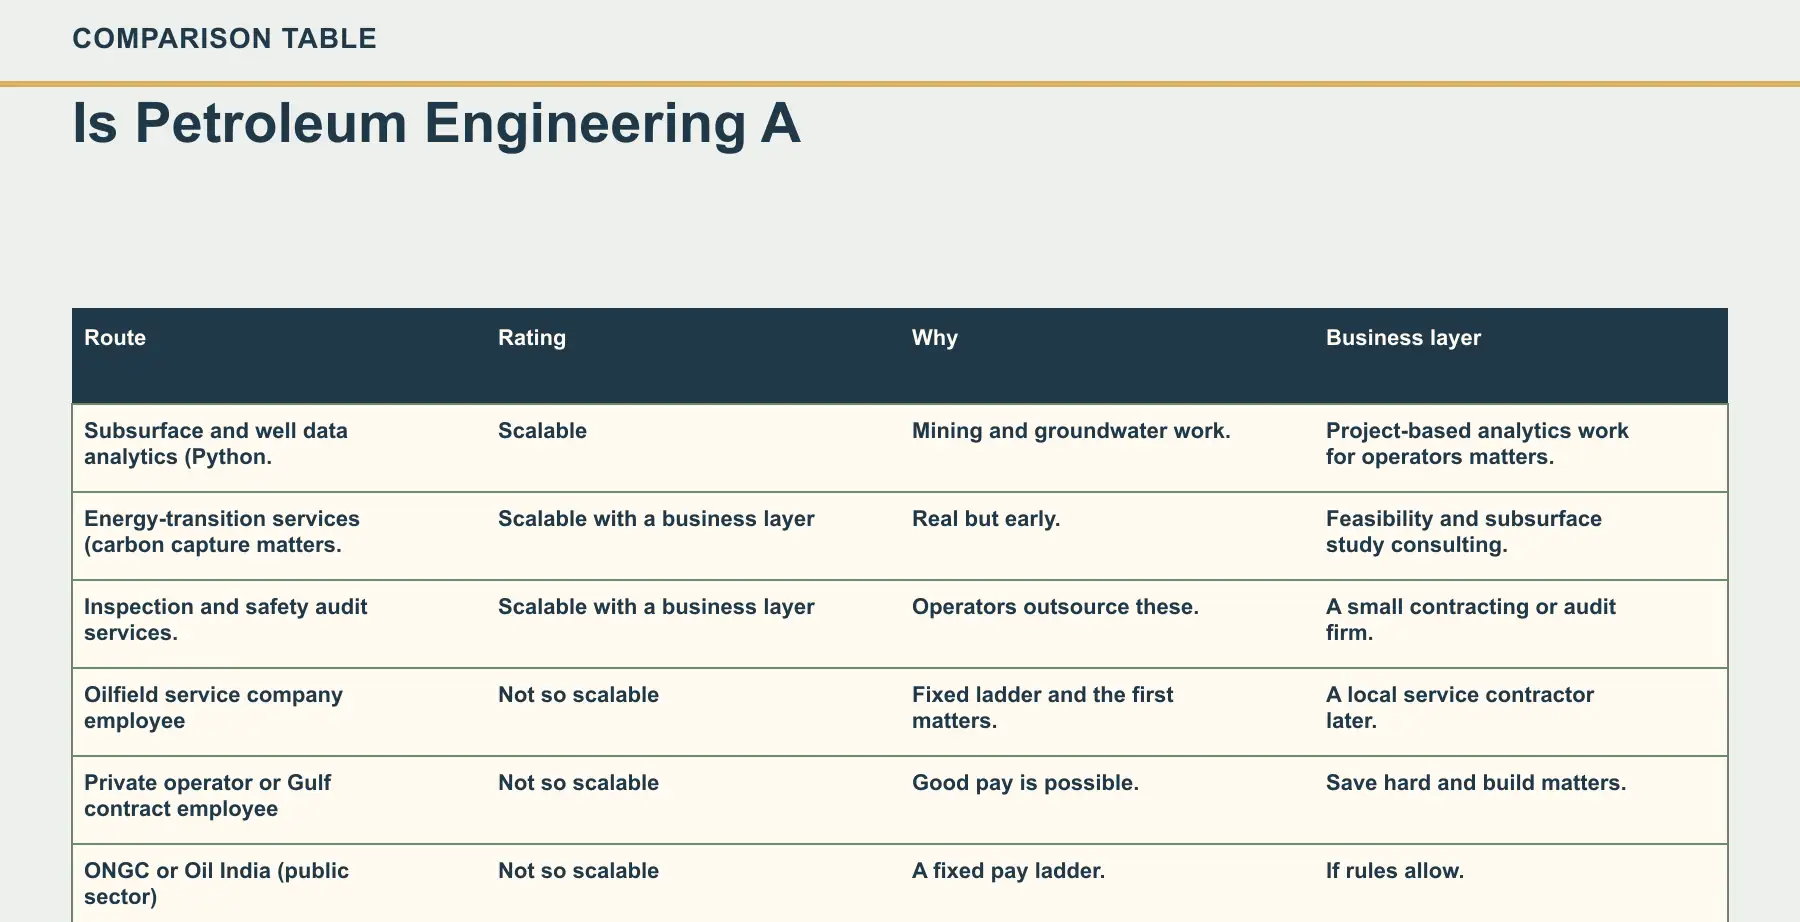 COMPARISON TABLE
Is Petroleum Engineering A
Route Rating Why Business layer
Subsurface and well data Scalable Mining and groundwater work. Project-based analytics work
analytics (Python. for operators matters.
Energy-transition services Scalable with a business layer Real but early. Feasibility and subsurface
(carbon capture matters. study consulting.
Inspection and safety audit Scalable with a business layer Operators outsource these. A small contracting or audit
services. firm.
Oilfield service company Not so scalable Fixed ladder and the first A local service contractor
employee matters. later.
Private operator or Gulf Not so scalable Good pay is possible. Save hard and build matters.
contract employee
ONGC or Oil India (public Not so scalable A fixed pay ladder. If rules allow.
sector)